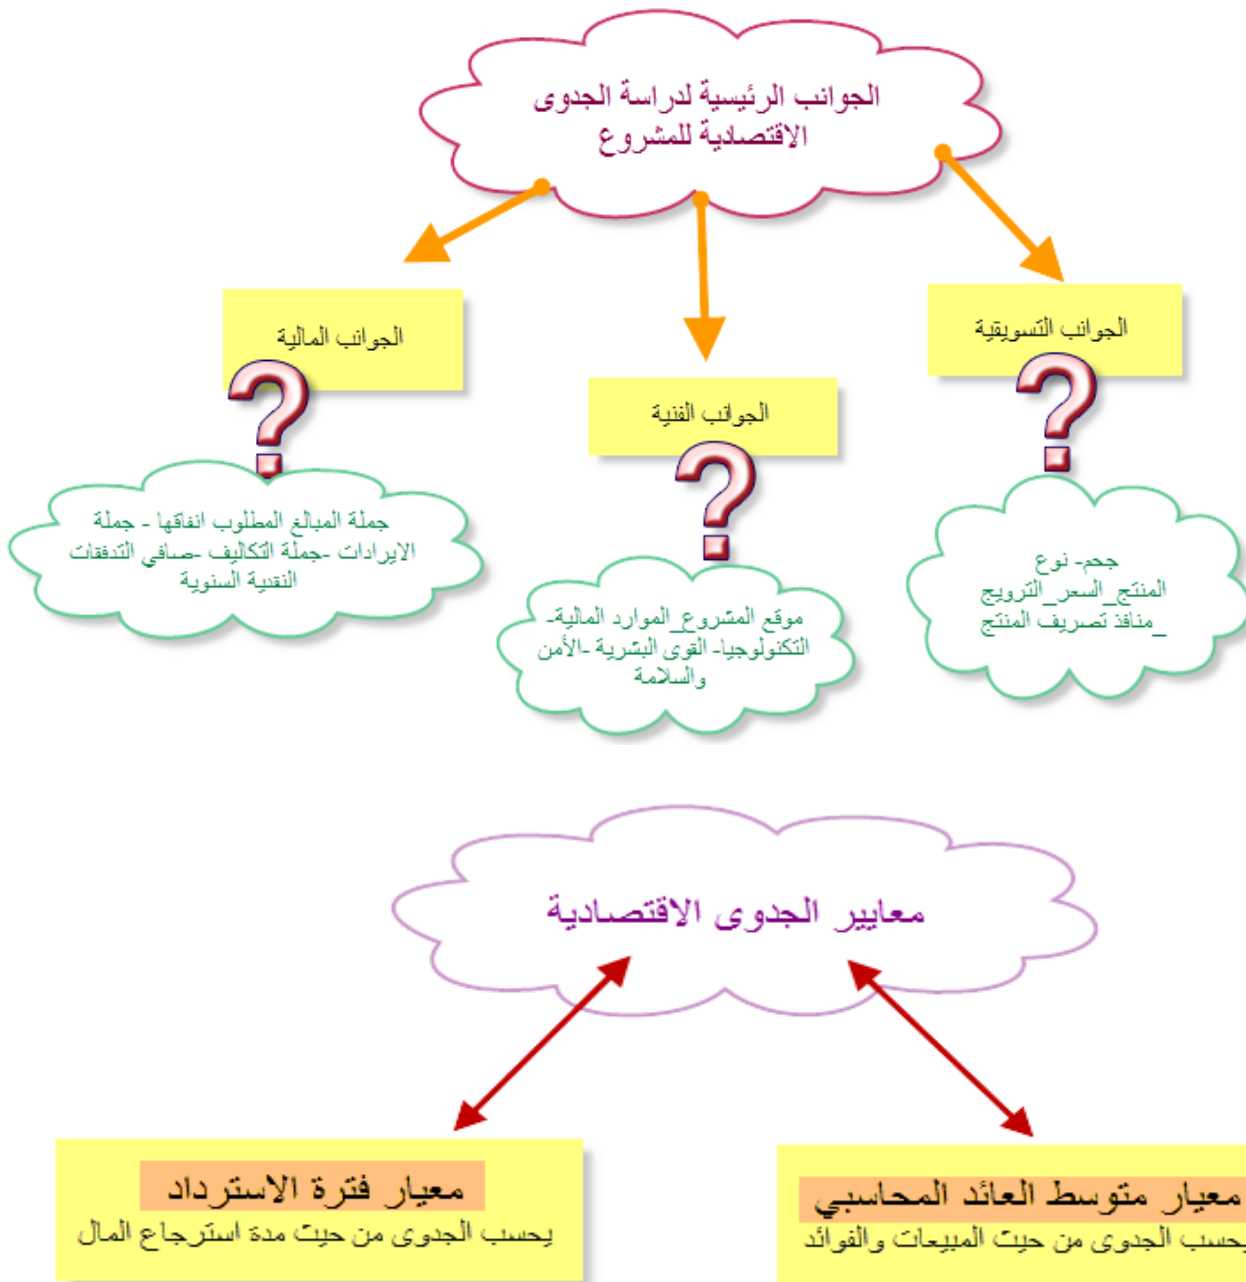 الجوانب الرئيسية لدراسة الجدوى
الاقتصادية للمشروع
الجوانب التسويقية
الجوانب المالية
الجوانب الفنية
جحم- نوع
المنتج_السعر_الترويج
_منافذ تصريف المنتج
جملة المبالغ المطلوب انفاقها - جملة
الايرادات -جملة التكاليف -صافي التدفقات
النقدية السنوية
موقع المشروع_الموارد المالية-
التكنولوجيا- القوى البشرية -الأمن
والسلامة
معايير الجدوى الاقتصادية
معيار متوسط العائد المحاسبي
يحسب الجدوى من حيث المبيعات والفوائد
معيار فترة الاسترداد
يحسب الجدوى من حيث مدة استرجاع المال